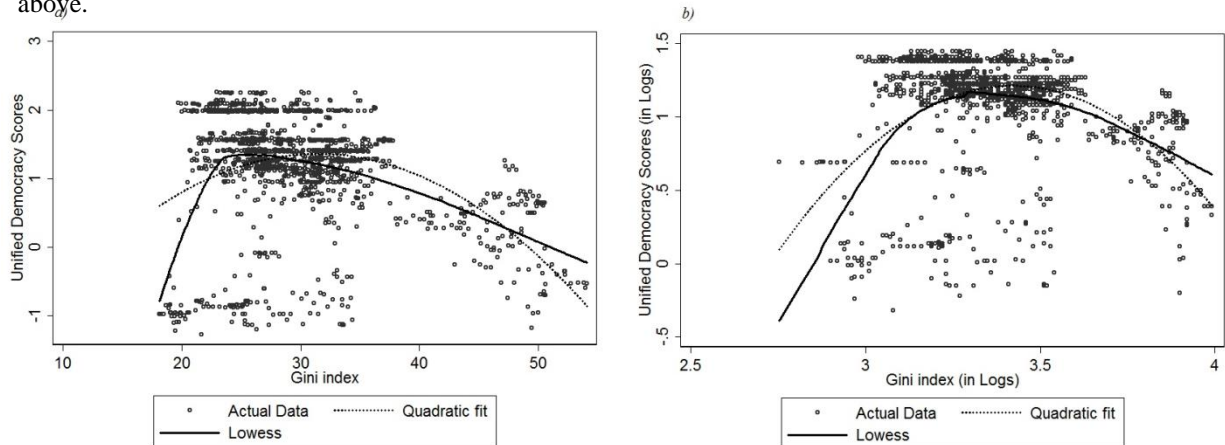 above.
a)
3
2
1
0
-1
Unified Democracy Scores
10 20 30 40 50
Gini index
Actual Data Quadratic fit
Lowess
b)
1.5
1
.5
0
-.5
Unified Democracy Scores (in Logs)
2.5 3 3.5 4
Gini index (in Logs)
Actual Data Quadratic fit
Lowess